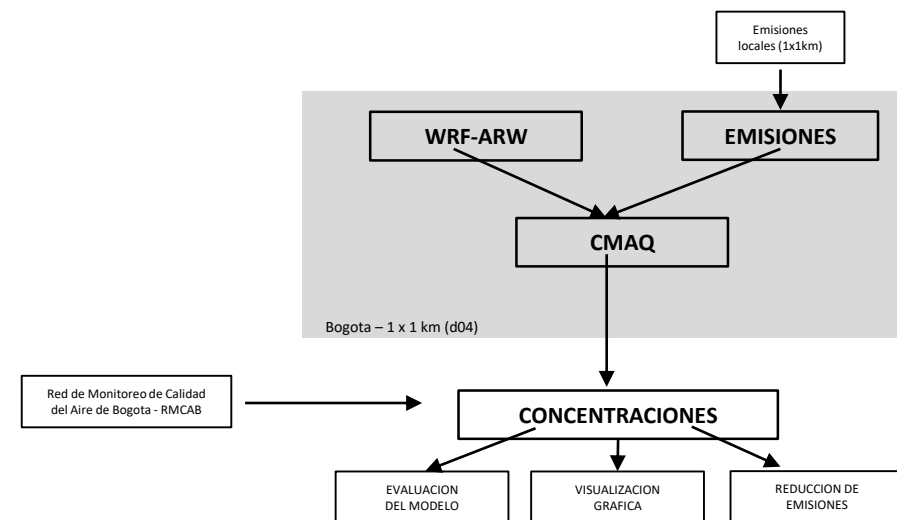 Emisiones
locales (1x1km)
WRF-ARW
EMISIONES
CMAQ
Bogota – 1 x 1 km (d04)
Red de Monitoreo de Calidad
del Aire de Bogota - RMCAB
CONCENTRACIONES
EVALUACION
DEL MODELO
VISUALIZACION
GRAFICA
REDUCCION DE
EMISIONES